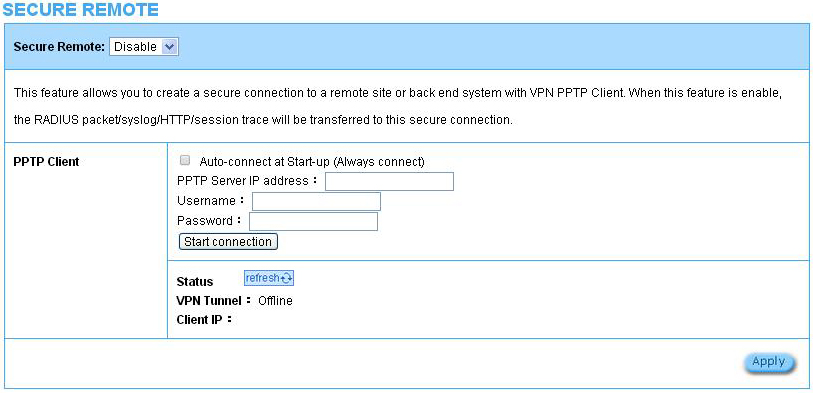 SECURE REMOTE
Secure Remote: Disable
This feature allows you to create a secure connection to a remote site or back end system with VPN PPTP Client. When this feature is enable,
the RADIUS packet/syslog/HTTP/session trace will be transferred to this secure connection.
PPTP Client
Auto-connect at Start-up (Always connect)
PPTP Server IP address :
Username :
Password :
Start connection
Status refresh
VPN Tunnel : Offline
Client IP :
Apply